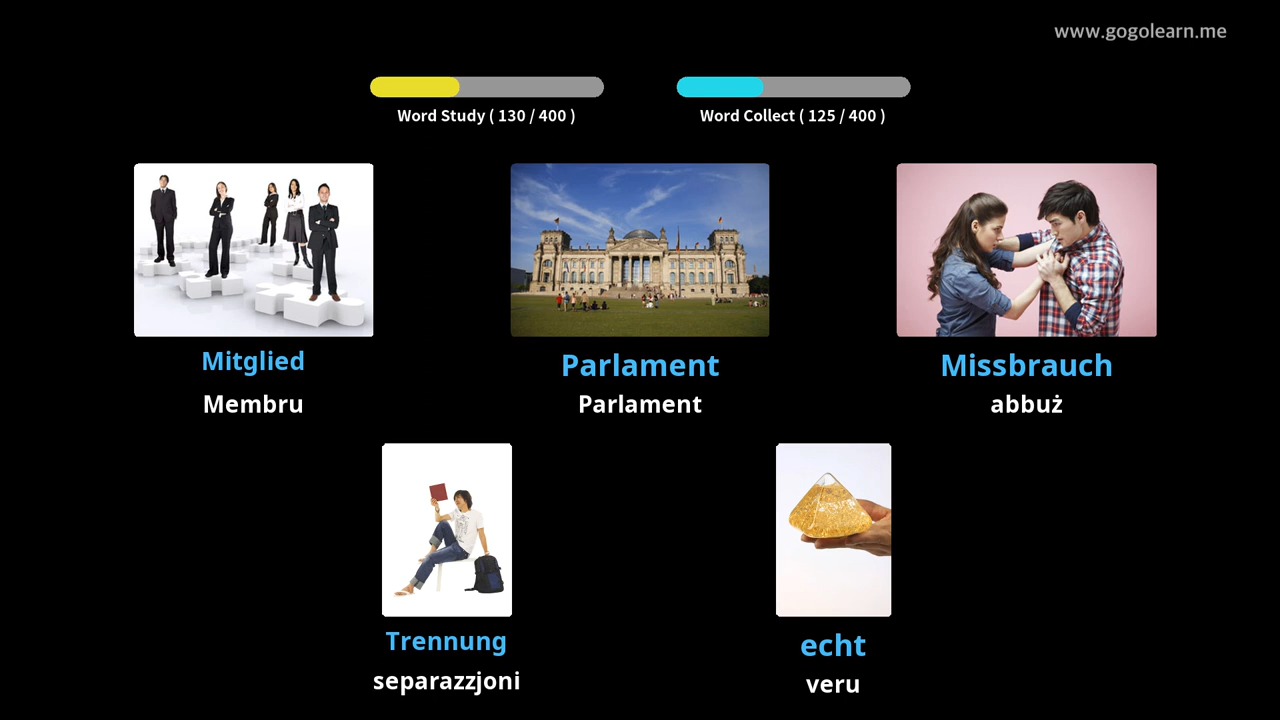 www.gogolearn.me
Word Study ( 130 / 400 )
Word Collect ( 125 / 400 )
Mitglied
Membru
Parlament
Parlament
Missbrauch
abbuż
Trennung
separazzjoni
echt
veru